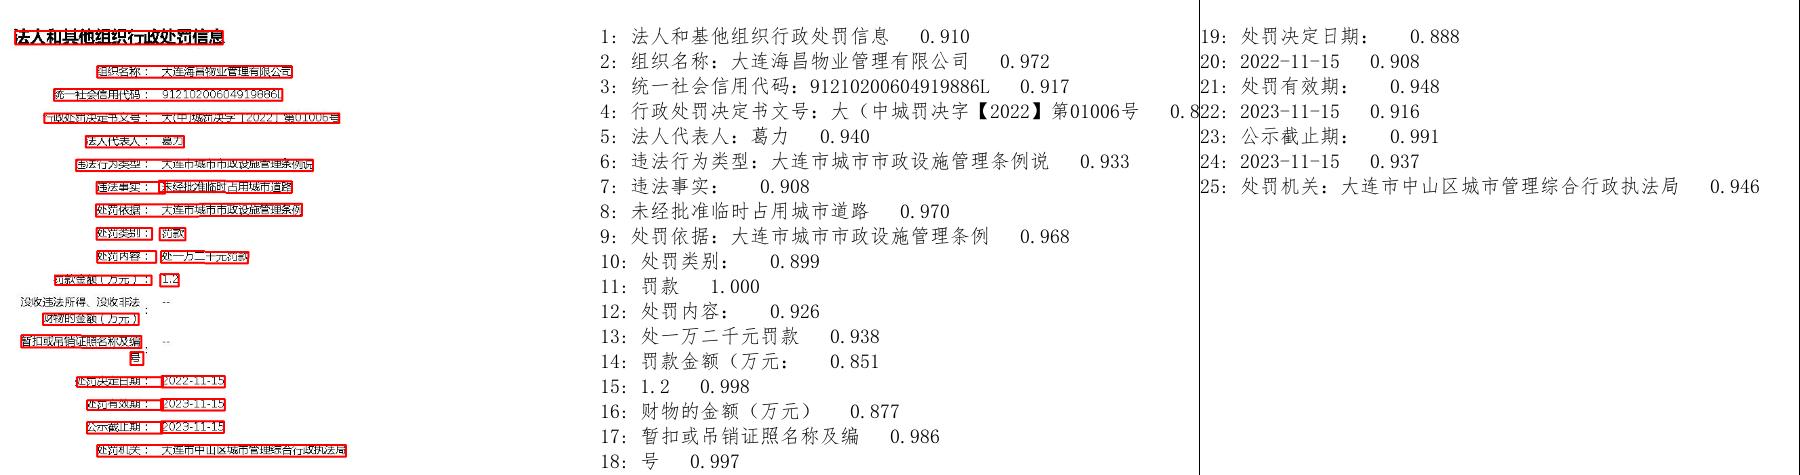 法人和其他组织行政处罚信息
组织名称： 大连海昌物业管理有限公司
统一社会信用代码： 91210200604919886L
行政处罚决定书文号： 大(中)城罚决字【2022】第01006号
法人代表人： 葛力
违法行为类型： 大连市城市市政设施管理条例说
违法事实： 未经批准临时占用城市道路
处罚依据： 大连市城市市政设施管理条例
处罚类别： 罚款
处罚内容： 处一万二千元罚款
罚款金额(万元)： 1.2
没收违法所得、没收非法
财物的金额(万元)： --
暂扣或吊销证照名称及编
号： --
处罚决定日期： 2022-11-15
处罚有效期： 2023-11-15
公示截止期： 2023-11-15
处罚机关： 大连市中山区城市管理综合行政执法局
1: 法人和基他组织行政处罚信息 0.910
2: 组织名称: 大连海昌物业管理有限公司 0.972
3: 统一社会信用代码: 91210200604919886L 0.917
4: 行政处罚决定书文号: 大（中城罚决字【2022】第01006号 0.8
5: 法人代表人: 葛力 0.940
6: 违法行为类型: 大连市城市市政设施管理条例说 0.933
7: 违法事实: 0.908
8: 未经批准临时占用城市道路 0.970
9: 处罚依据: 大连市城市市政设施管理条例 0.968
10: 处罚类别: 0.899
11: 罚款 1.000
12: 处罚内容: 0.926
13: 处一万二千元罚款 0.938
14: 罚款金额（万元: 0.851
15: 1.2 0.998
16: 财物的金额（万元） 0.877
17: 暂扣或吊销证照名称及编 0.986
18: 号 0.997
19: 处罚决定日期: 0.888
20: 2022-11-15 0.908
21: 处罚有效期: 0.948
22: 2023-11-15 0.916
23: 公示截止期: 0.991
24: 2023-11-15 0.937
25: 处罚机关: 大连市中山区城市管理综合行政执法局 0.946